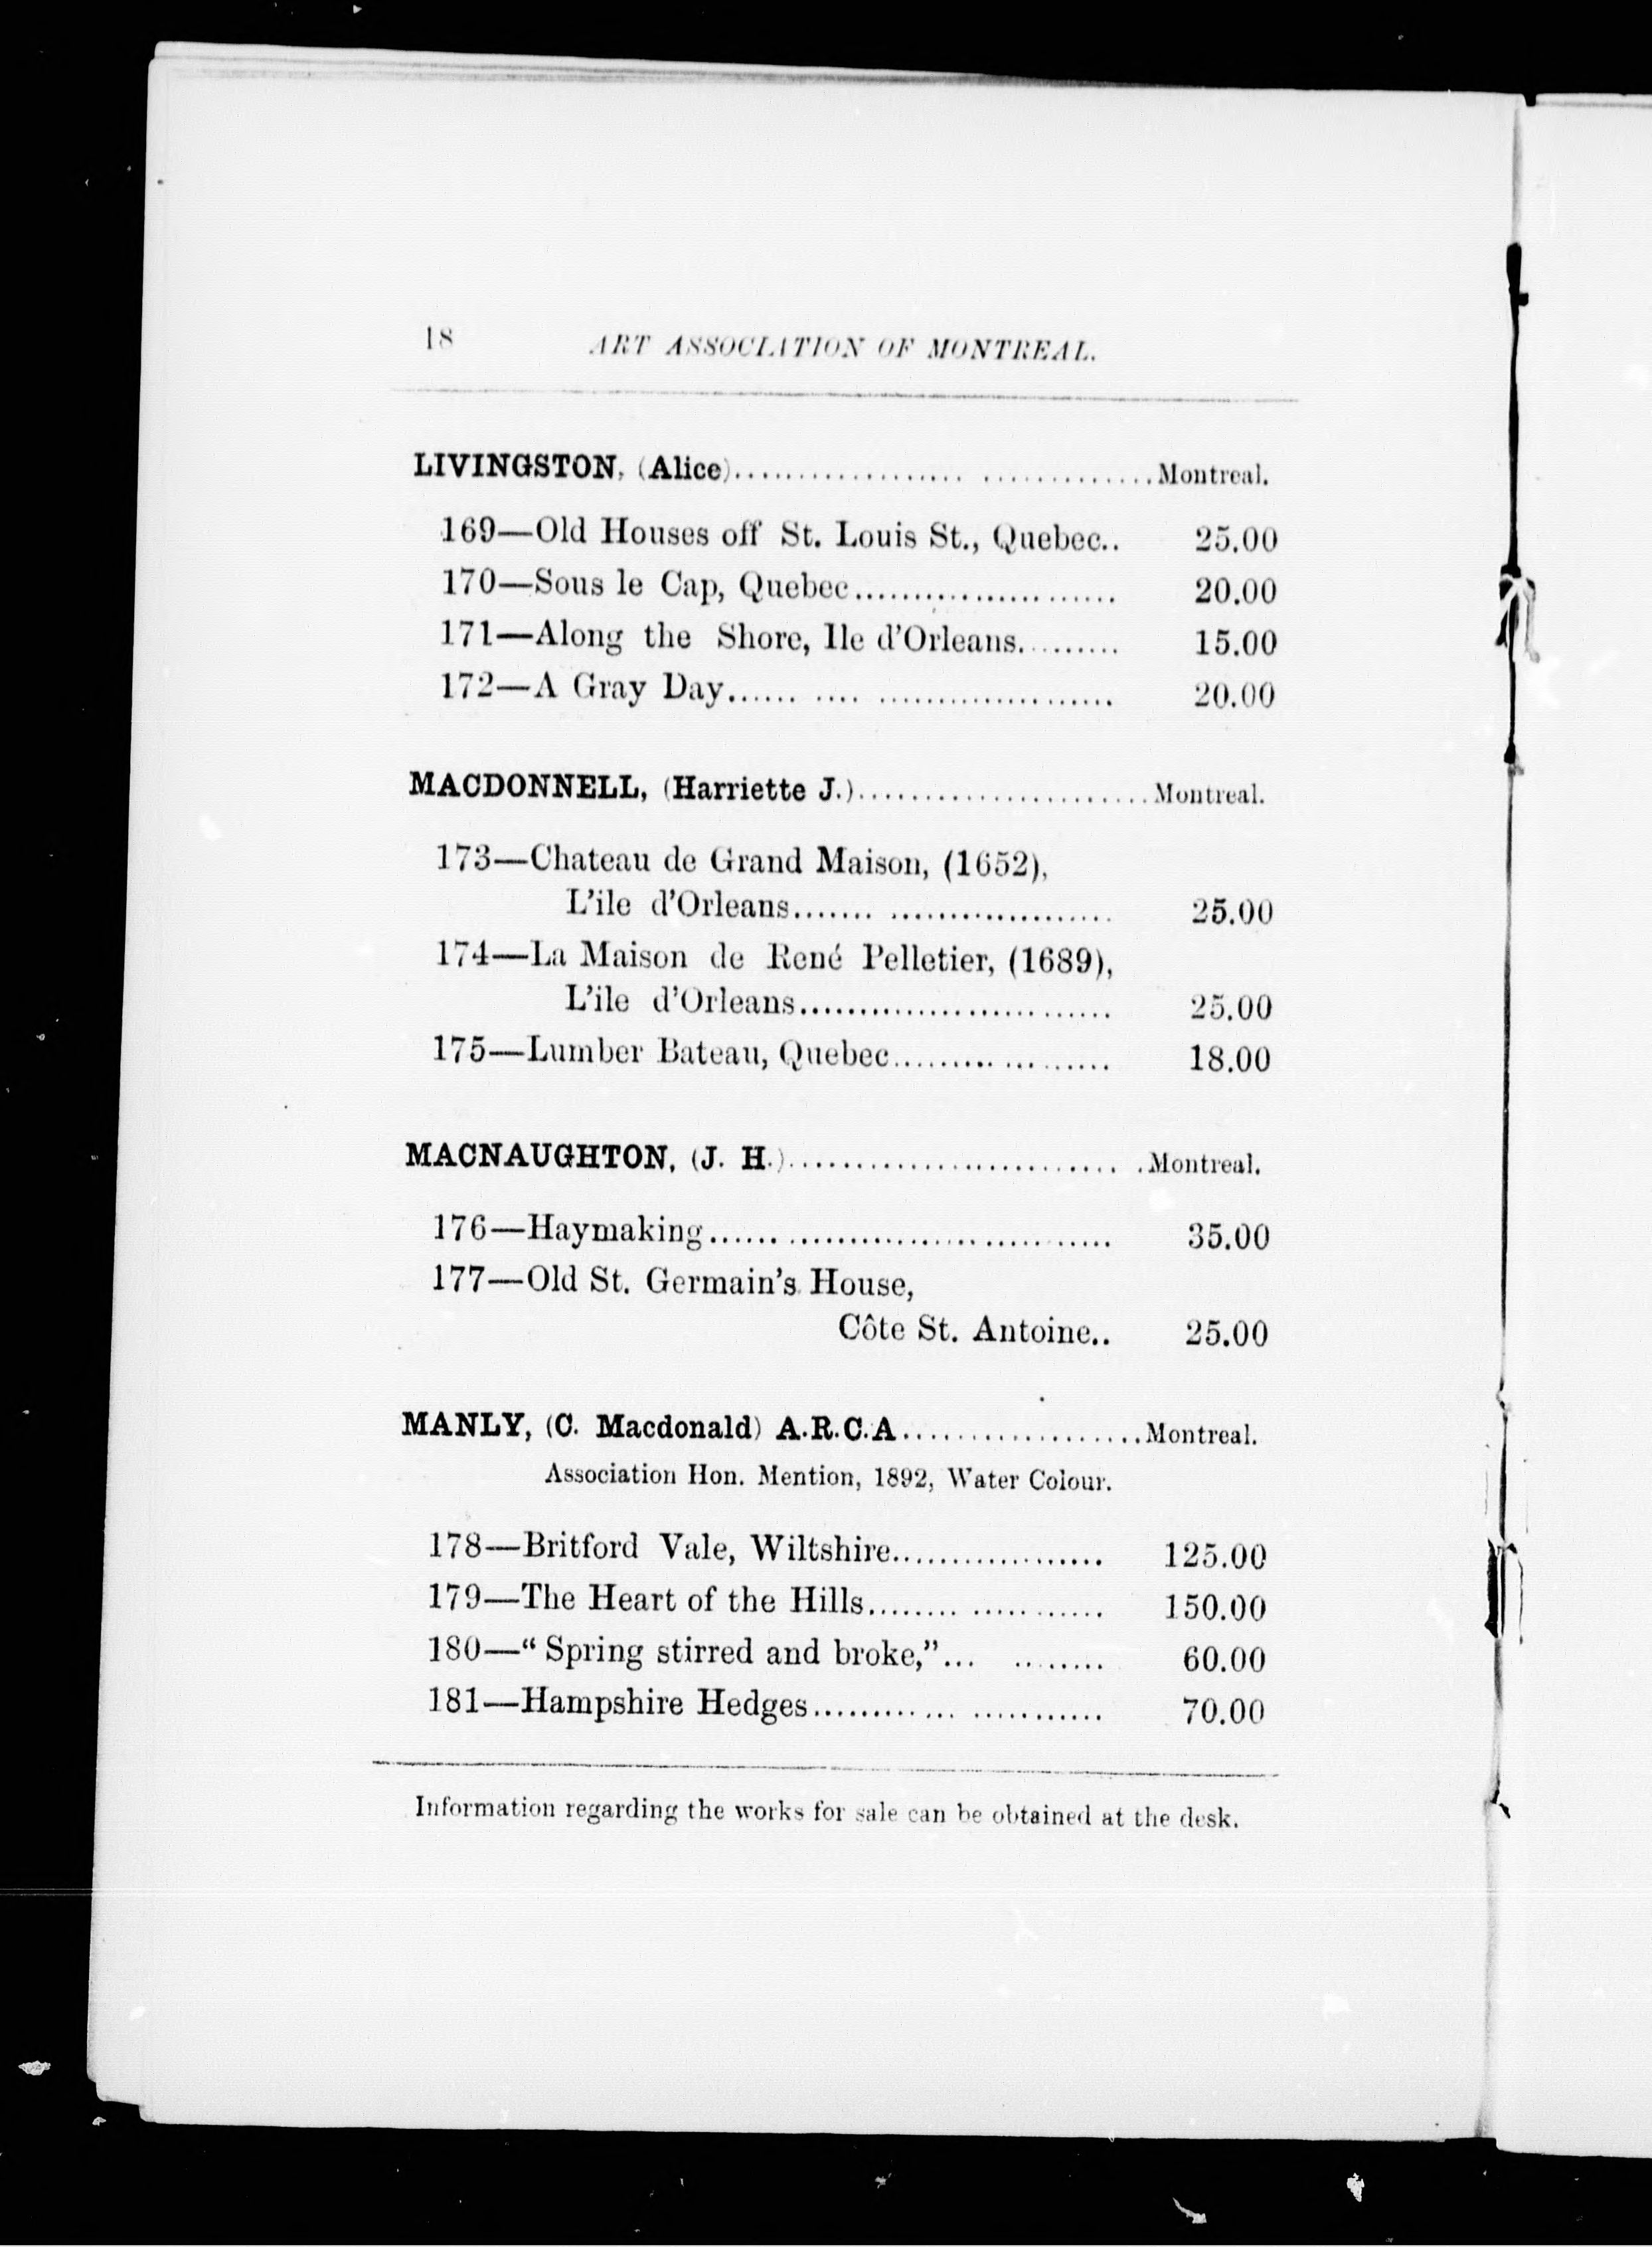 18 ART ASSOCIATION OF MONTREAL.
LIVINGSTON, (Alice)..................  ..............Montreal.
169—Old Houses off St. Louis St., Quebec.. 25.00
170—Sous le Cap, Quebec...................... 20.00
171—Along the Shore, Ile d'Orleans......... 15.00
172—A Gray Day...... .... .................... 20.00
MACDONNELL, (Harriette J.)......................Montreal.
173—Chateau de Grand Maison, (1652),
L'ile d'Orleans....... ................... 25.00
174—La Maison de René Pelletier, (1689),
L'ile d'Orleans.......................... 25.00
175—Lumber Bateau, Quebec......... ... ...... 18.00
MACNAUGHTON, (J. H.)......................... .Montreal.
176—Haymaking...... ........................... 35.00
177—Old St. Germain's House,
Côte St. Antoine.. 25.00
MANLY, (C. Macdonald) A.R.C.A..................Montreal.
Association Hon. Mention, 1892, Water Colour.
178—Britford Vale, Wiltshire.................. 125.00
179—The Heart of the Hills........ ........... 150.00
180—“Spring stirred and broke,”... ........ 60.00
181—Hampshire Hedges............ ........... 70.00
Information regarding the works for sale can be obtained at the desk.